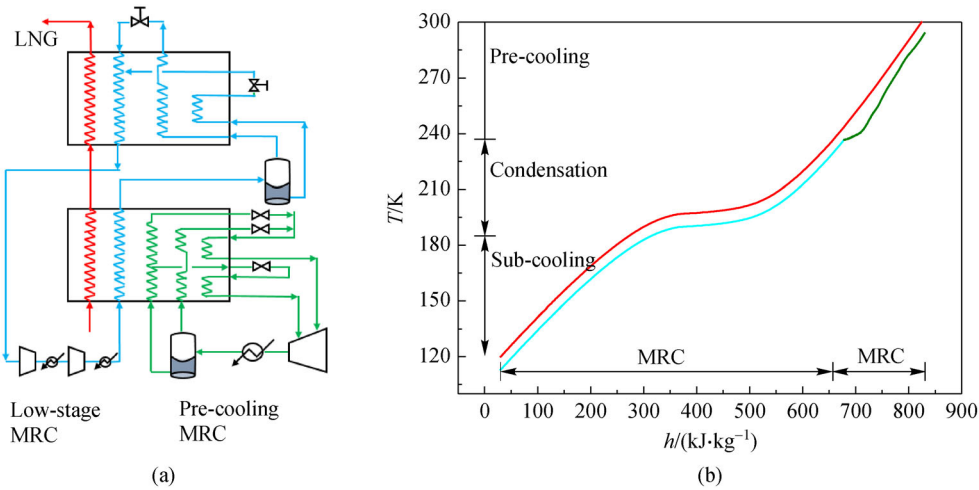 LNG
Low-stage
MRC
Pre-cooling
MRC
(a)
300
270
240
210
180
150
120
T/K
Pre-cooling
Condensation
Sub-cooling
MRC
MRC
0
100
200
300
400
500
600
700
800
900
h/(kJ·kg⁻¹)
(b)